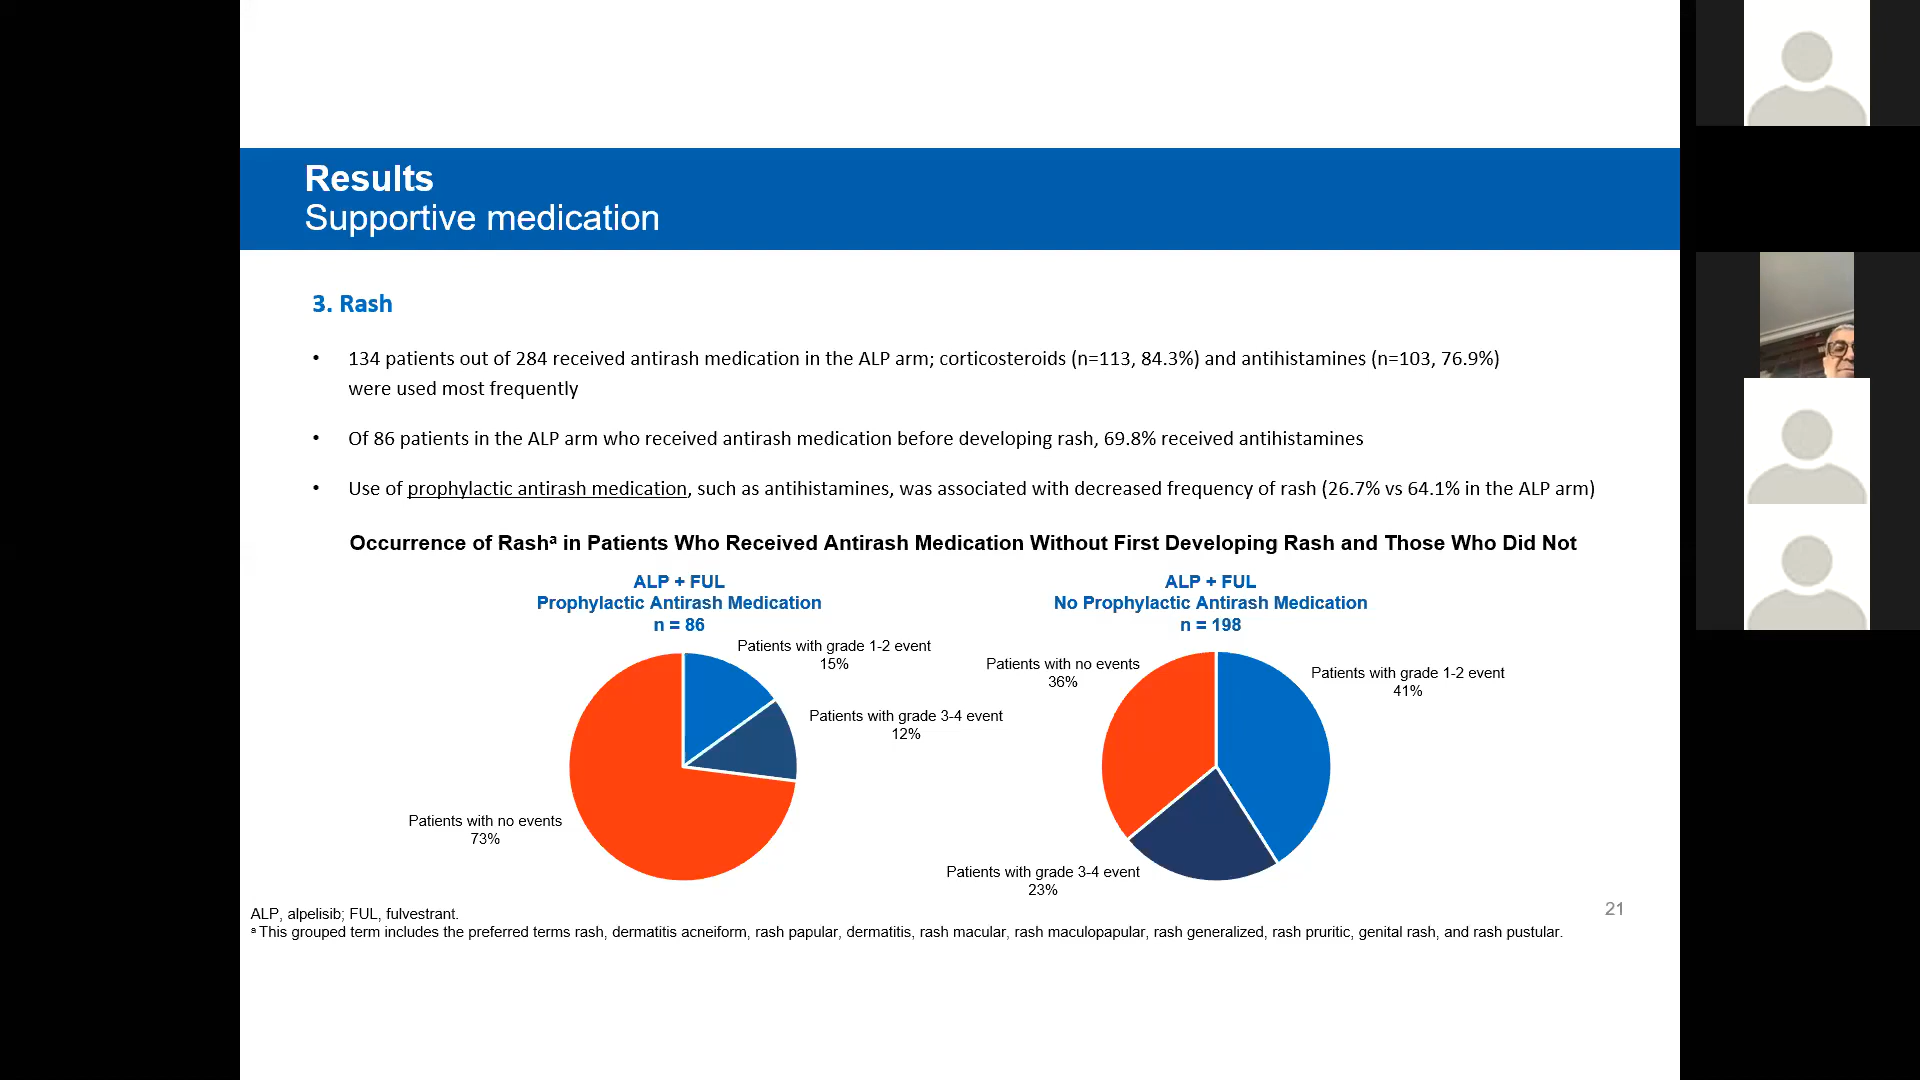 Results
Supportive medication
3. Rash
• 134 patients out of 284 received antirash medication in the ALP arm; corticosteroids (n=113, 84.3%) and antihistamines (n=103, 76.9%)
were used most frequently
• Of 86 patients in the ALP arm who received antirash medication before developing rash, 69.8% received antihistamines
• Use of prophylactic antirash medication, such as antihistamines, was associated with decreased frequency of rash (26.7% vs 64.1% in the ALP arm)
Occurrence of Rashᵃ in Patients Who Received Antirash Medication Without First Developing Rash and Those Who Did Not
ALP + FUL
Prophylactic Antirash Medication
n = 86
Patients with grade 1-2 event
15%
Patients with grade 3-4 event
12%
Patients with no events
73%
ALP + FUL
No Prophylactic Antirash Medication
n = 198
Patients with no events
36%
Patients with grade 1-2 event
41%
Patients with grade 3-4 event
23%
ALP, alpelisib; FUL, fulvestrant.
ᵃ This grouped term includes the preferred terms rash, dermatitis acneiform, rash papular, dermatitis, rash macular, rash maculopapular, rash generalized, rash pruritic, genital rash, and rash pustular.
21